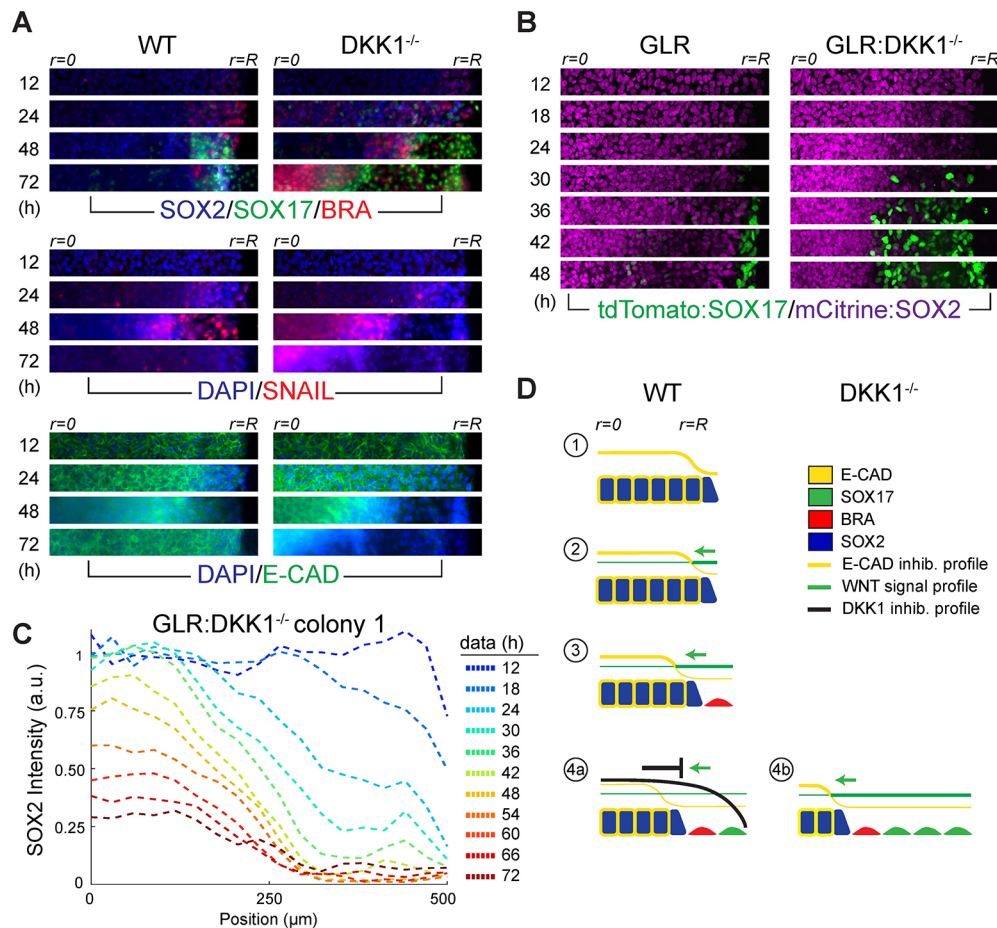 A
WT DKK1-/-
r=0 r=R r=0 r=R
12
24
48
72
(h)
SOX2/SOX17/BRA
12
24
48
72
(h)
DAPI/SNAIL
r=0 r=R r=0 r=R
12
24
48
72
(h)
DAPI/E-CAD
B
GLR GLR:DKK1-/-
r=0 r=R r=0 r=R
12
18
24
30
36
42
48
(h)
tdTomato:SOX17/mCitrine:SOX2
C
GLR:DKK1-/- colony 1
SOX2 Intensity (a.u.)
1
0.75
0.50
0.25
0
0 250 500
Position (μm)
data (h)
12
18
24
30
36
42
48
54
60
66
72
D
WT DKK1-/-
r=0 r=R
1
2
3
4a
4b
E-CAD
SOX17
BRA
SOX2
E-CAD inhib. profile
WNT signal profile
DKK1 inhib. profile